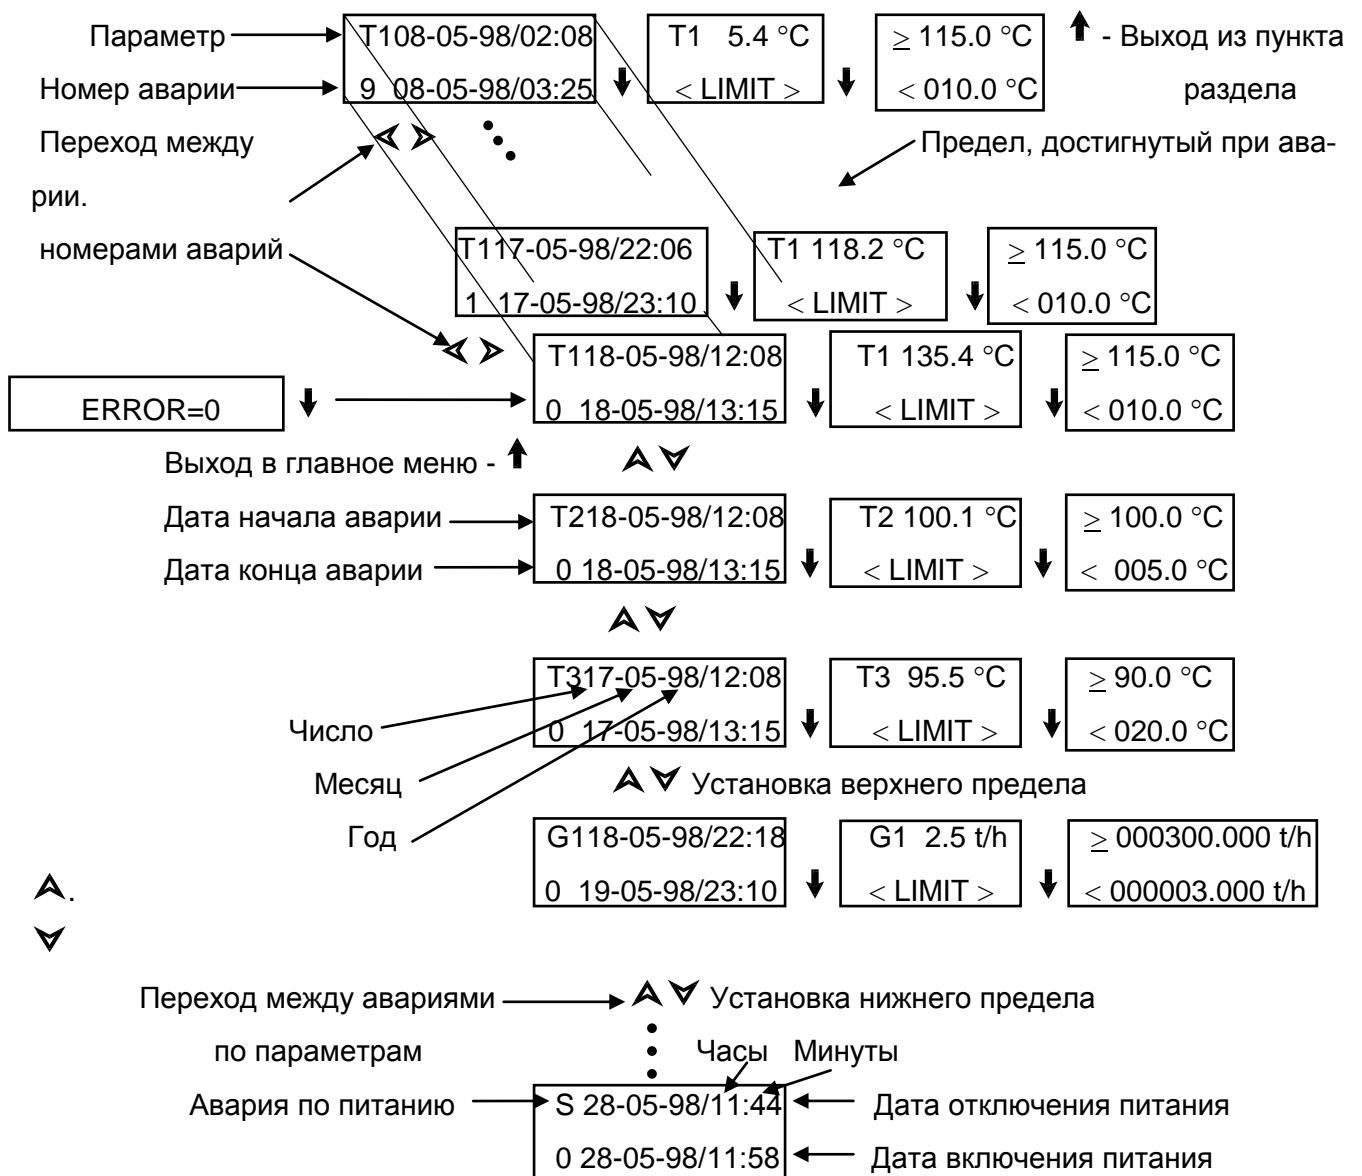 Параметр T108-05-98/02:08 T1 5.4 °C ≥ 115.0 °C - Выход из пункта
Номер аварии 9 08-05-98/03:25 < LIMIT > < 010.0 °C раздела
Переход между Предел, достигнутый при ава-
рии.
номерами аварий T117-05-98/22:06 T1 118.2 °C ≥ 115.0 °C
1 17-05-98/23:10 < LIMIT > < 010.0 °C
T118-05-98/12:08 T1 135.4 °C ≥ 115.0 °C
ERROR=0 0 18-05-98/13:15 < LIMIT > < 010.0 °C
Выход в главное меню -
Дата начала аварии T218-05-98/12:08 T2 100.1 °C ≥ 100.0 °C
Дата конца аварии 0 18-05-98/13:15 < LIMIT > < 005.0 °C
T317-05-98/12:08 T3 95.5 °C ≥ 90.0 °C
Число 0 17-05-98/13:15 < LIMIT > < 020.0 °C
Месяц Установка верхнего предела
Год G118-05-98/22:18 G1 2.5 t/h ≥ 000300.000 t/h
. 0 19-05-98/23:10 < LIMIT > < 000003.000 t/h
Переход между авариями Установка нижнего предела
по параметрам Часы Минуты
Авария по питанию S 28-05-98/11:44 Дата отключения питания
0 28-05-98/11:58 Дата включения питания